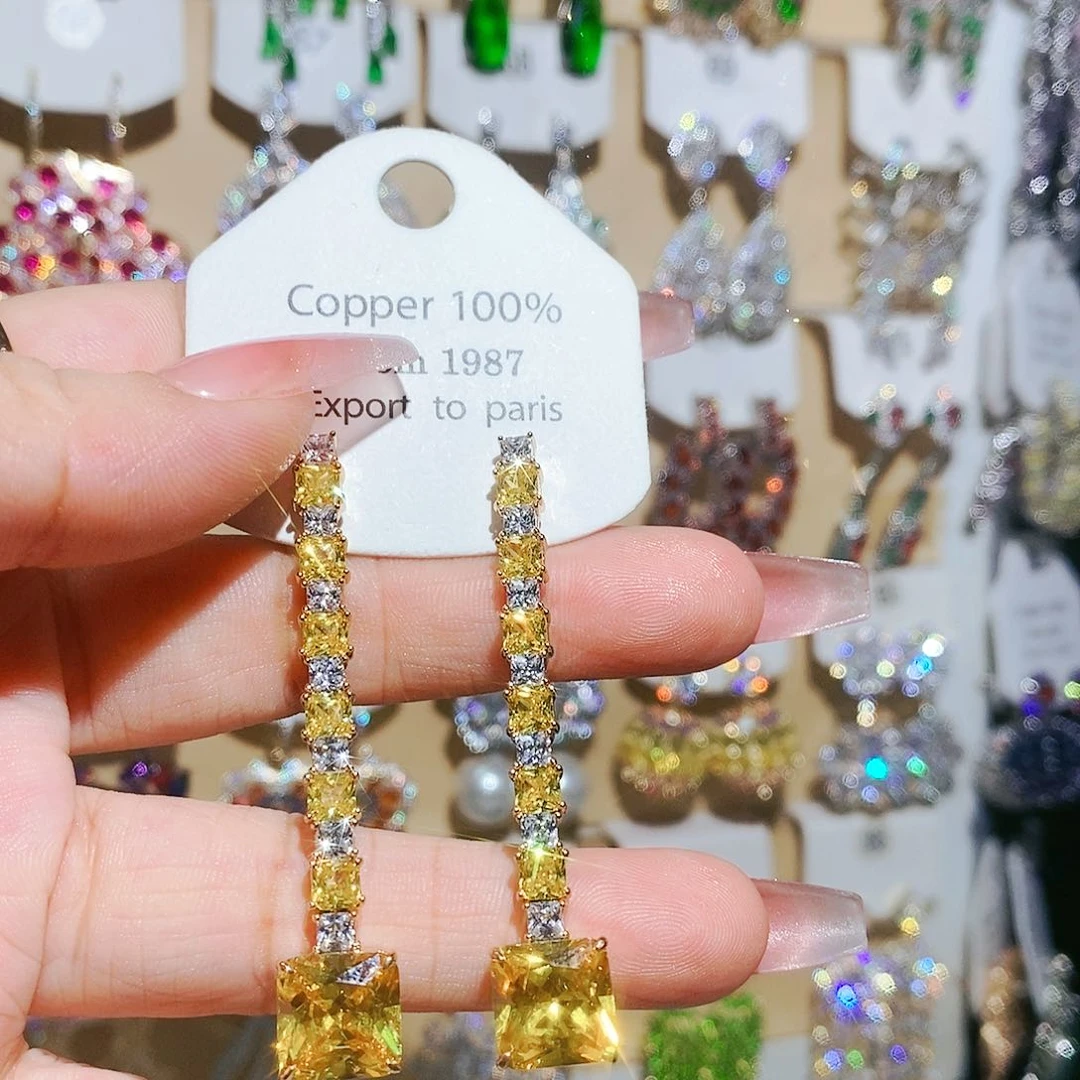 Copper 100%
1987
Export to paris